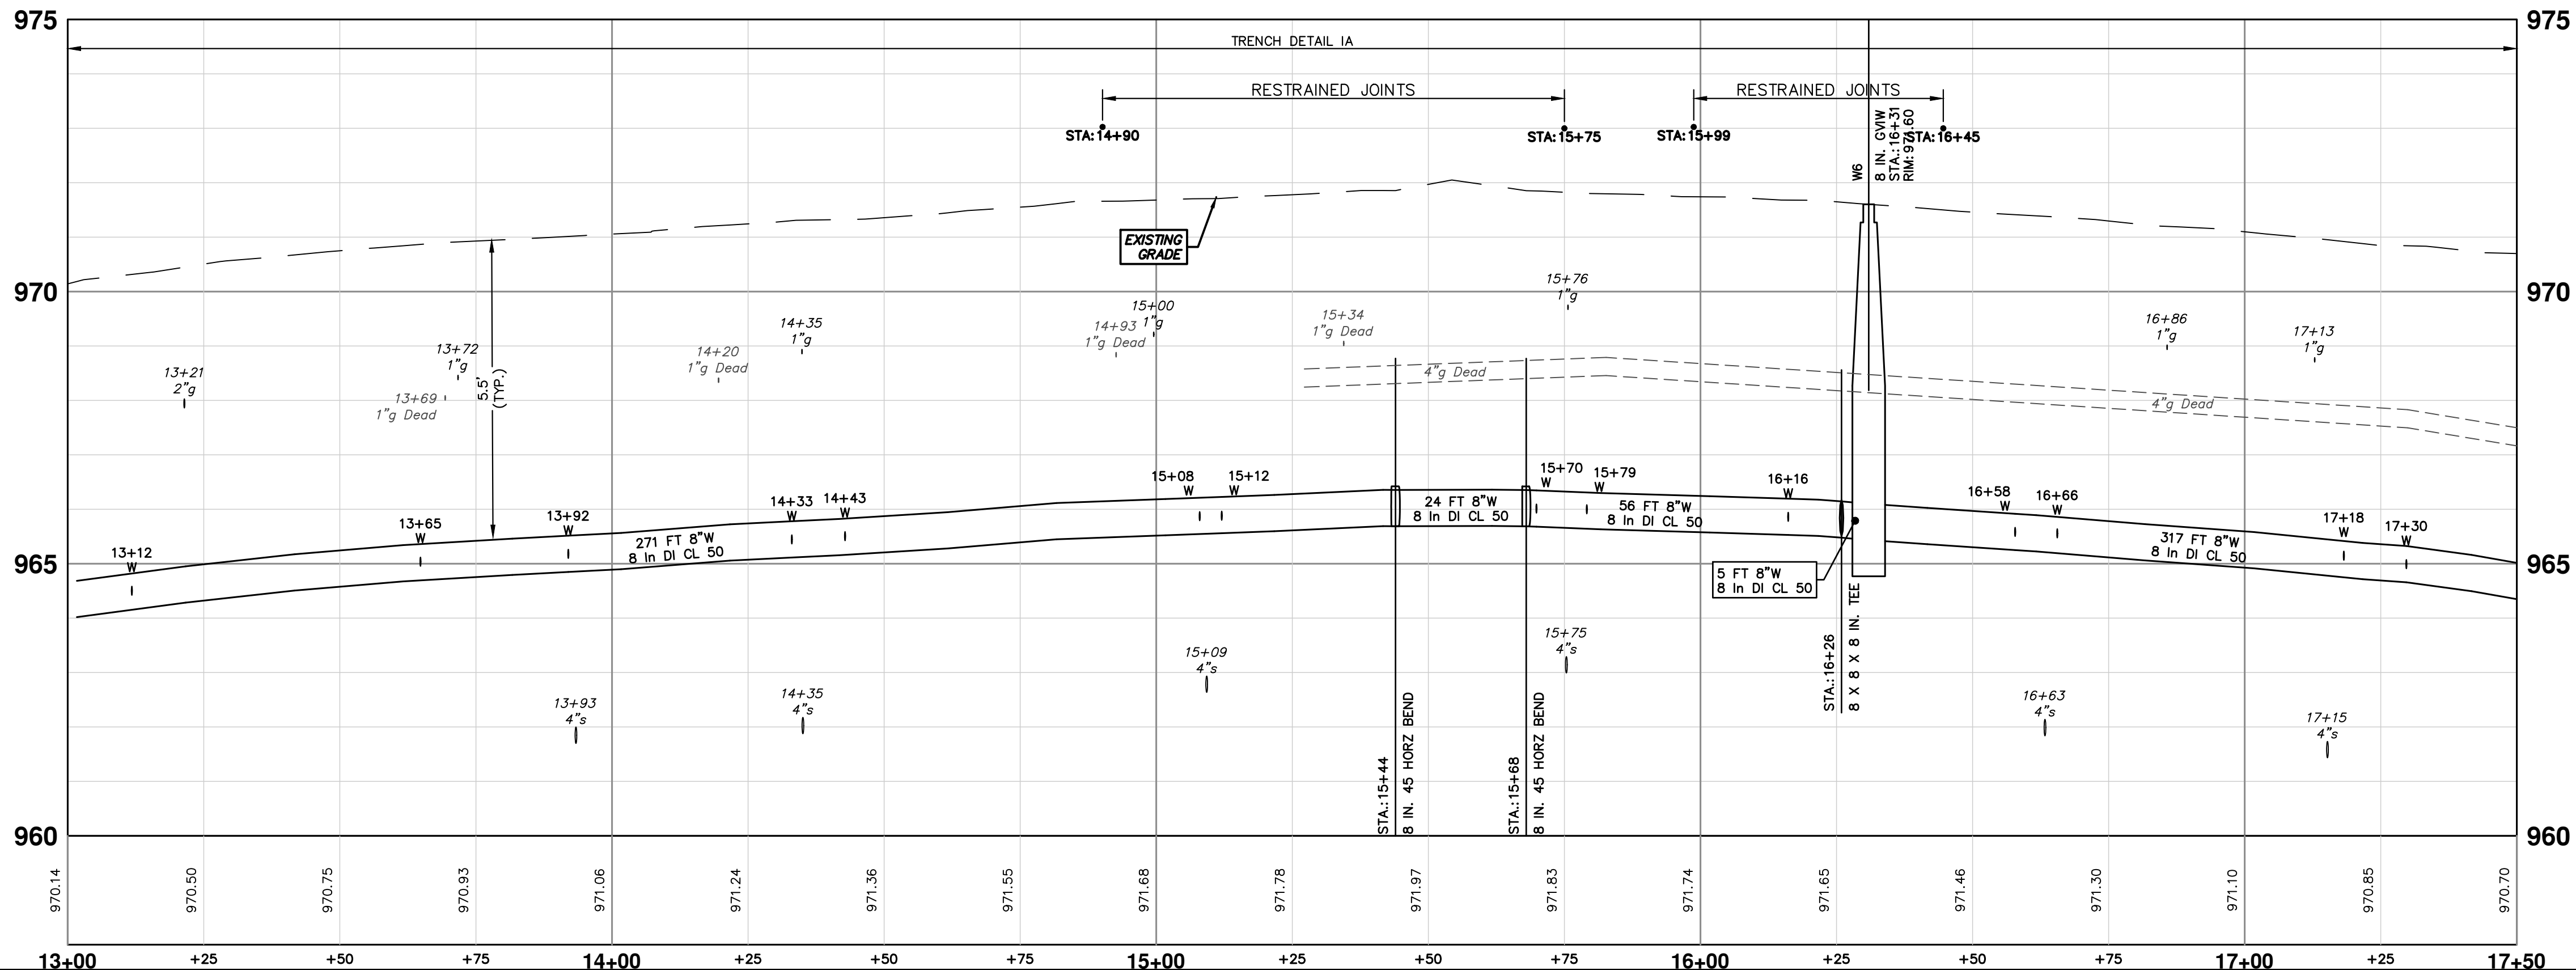 975
975
TRENCH DETAIL IA
RESTRAINED JOINTS
RESTRAINED JOINTS
STA:14+90
STA:15+75
STA:15+99
STA:16+45
W6
8 IN. GVIW
STA.:16+31
EXISTING
GRADE
970
970
13+21
2"g
13+69
1"g Dead
13+72
1"g
5.5'
(TYP.)
14+20
1"g Dead
14+35
1"g
14+93
1"g Dead
15+00
1"g
15+34
1"g Dead
15+76
1"g
4"g Dead
16+86
1"g
17+13
1"g
4"g Dead
13+12
W
13+65
W
13+92
W
14+33
W
14+43
W
15+08
W
15+12
W
15+70
W
15+79
W
16+16
W
16+58
W
16+66
W
17+18
W
17+30
W
271 FT 8"W
8 In DI CL 50
24 FT 8"W
8 In DI CL 50
56 FT 8"W
8 In DI CL 50
317 FT 8"W
8 In DI CL 50
965
965
5 FT 8"W
8 In DI CL 50
13+93
4"s
14+35
4"s
15+09
4"s
15+75
4"s
16+63
4"s
17+15
4"s
STA.:15+44
8 IN. 45 HORZ BEND
STA.:15+68
8 IN. 45 HORZ BEND
STA.:16+26
8 X 8 X 8 IN. TEE
960
960
970.14
970.50
970.75
970.93
971.06
971.24
971.36
971.55
971.68
971.78
971.97
971.83
971.74
971.65
971.46
971.30
971.10
970.85
970.70
13+00
+25
+50
+75
14+00
+25
+50
+75
15+00
+25
+50
+75
16+00
+25
+50
+75
17+00
+25
17+50